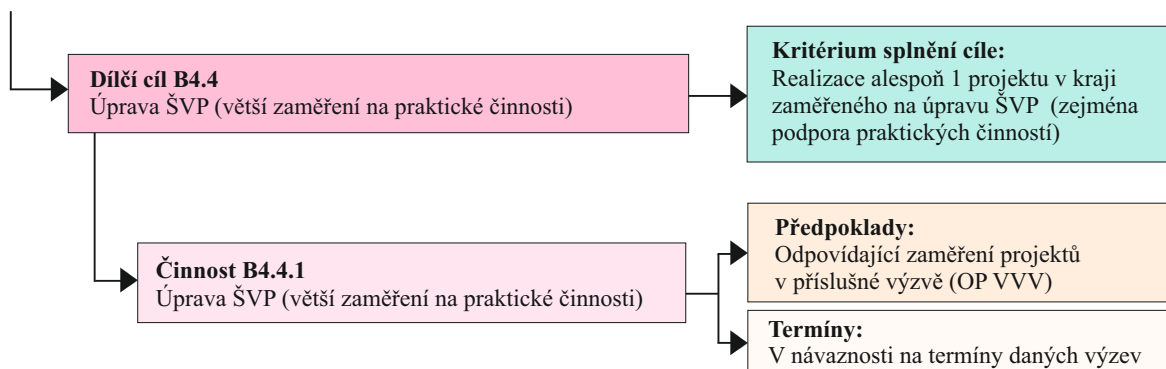 Dílčí cíl B4.4
Úprava ŠVP (větší zaměření na praktické činnosti)
Kritérium splnění cíle:
Realizace alespoň 1 projektu v kraji
zaměřeného na úpravu ŠVP (zejména
podpora praktických činností)
Činnost B4.4.1
Úprava ŠVP (větší zaměření na praktické činnosti)
Předpoklady:
Odpovídající zaměření projektů
v příslušné výzvě (OP VVV)
Termíny:
V návaznosti na termíny daných výzev